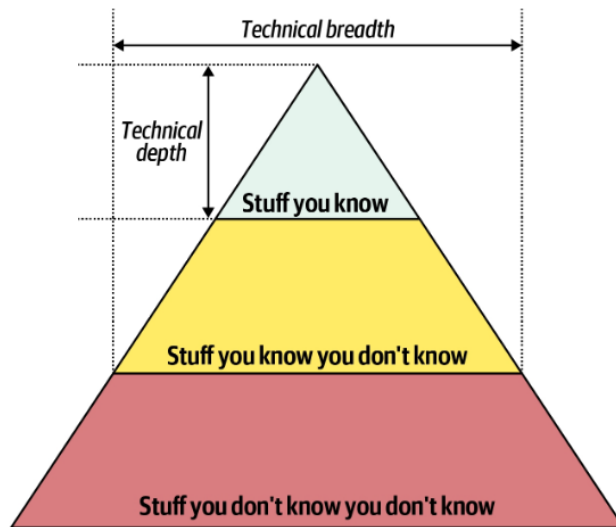 Technical breadth
Technical
depth
Stuff you know
Stuff you know you don't know
Stuff you don't know you don't know